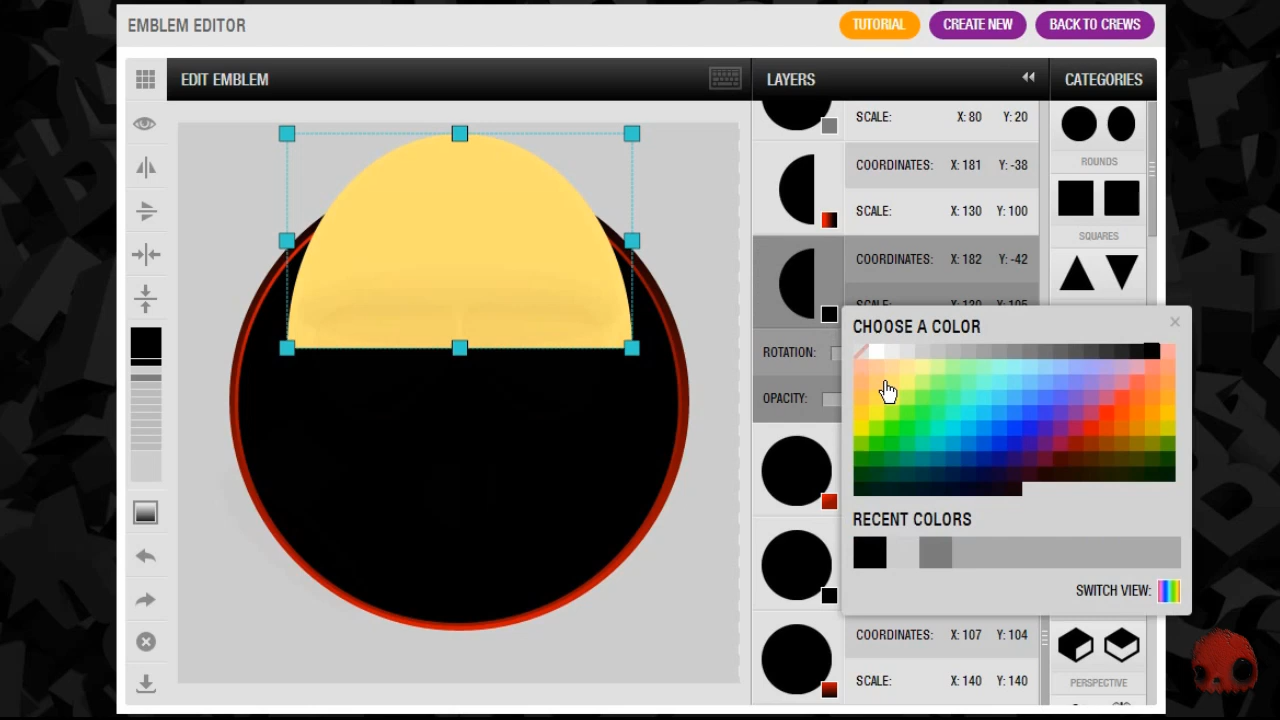 EMBLEM EDITOR
TUTORIAL
CREATE NEW
BACK TO CREWS
EDIT EMBLEM
LAYERS
CATEGORIES
SCALE: X: 80 Y: 20
COORDINATES: X: 181 Y: -38
SCALE: X: 130 Y: 100
COORDINATES: X: 182 Y: -42
ROTATION:
OPACITY:
COORDINATES: X: 107 Y: 104
SCALE: X: 140 Y: 140
ROUNDS
SQUARES
PERSPECTIVE
CHOOSE A COLOR
RECENT COLORS
SWITCH VIEW: